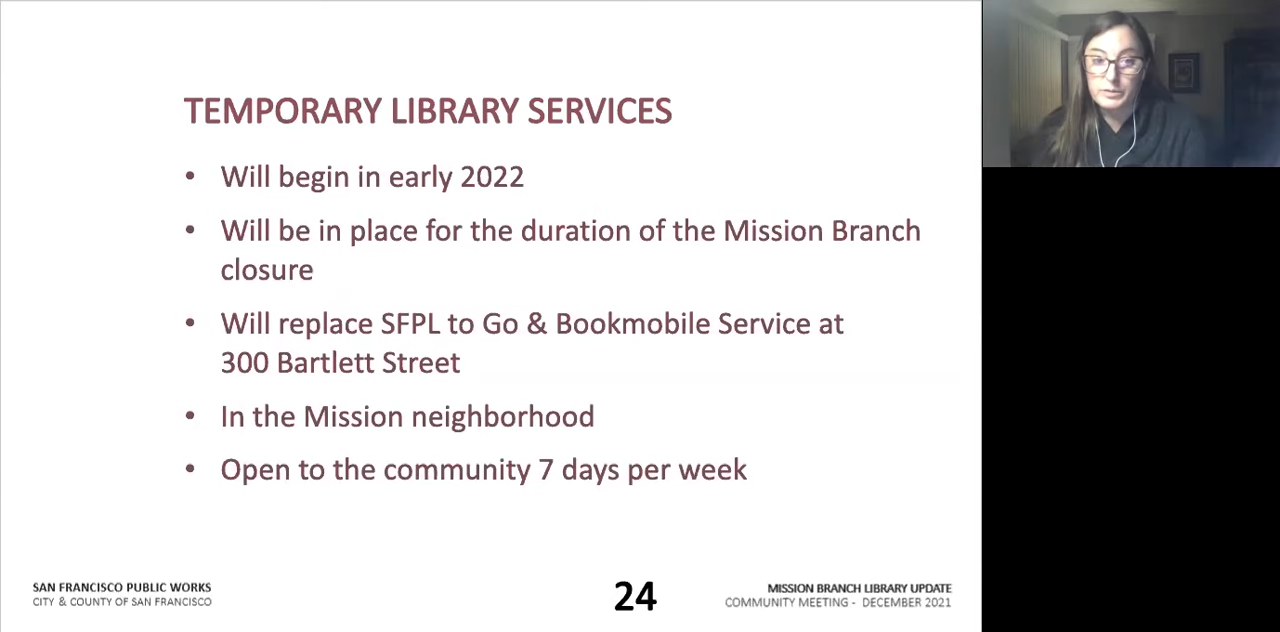 TEMPORARY LIBRARY SERVICES
• Will begin in early 2022
• Will be in place for the duration of the Mission Branch
closure
• Will replace SFPL to Go & Bookmobile Service at
300 Bartlett Street
• In the Mission neighborhood
• Open to the community 7 days per week
SAN FRANCISCO PUBLIC WORKS
CITY & COUNTY OF SAN FRANCISCO
24
MISSION BRANCH LIBRARY UPDATE
COMMUNITY MEETING - DECEMBER 2021